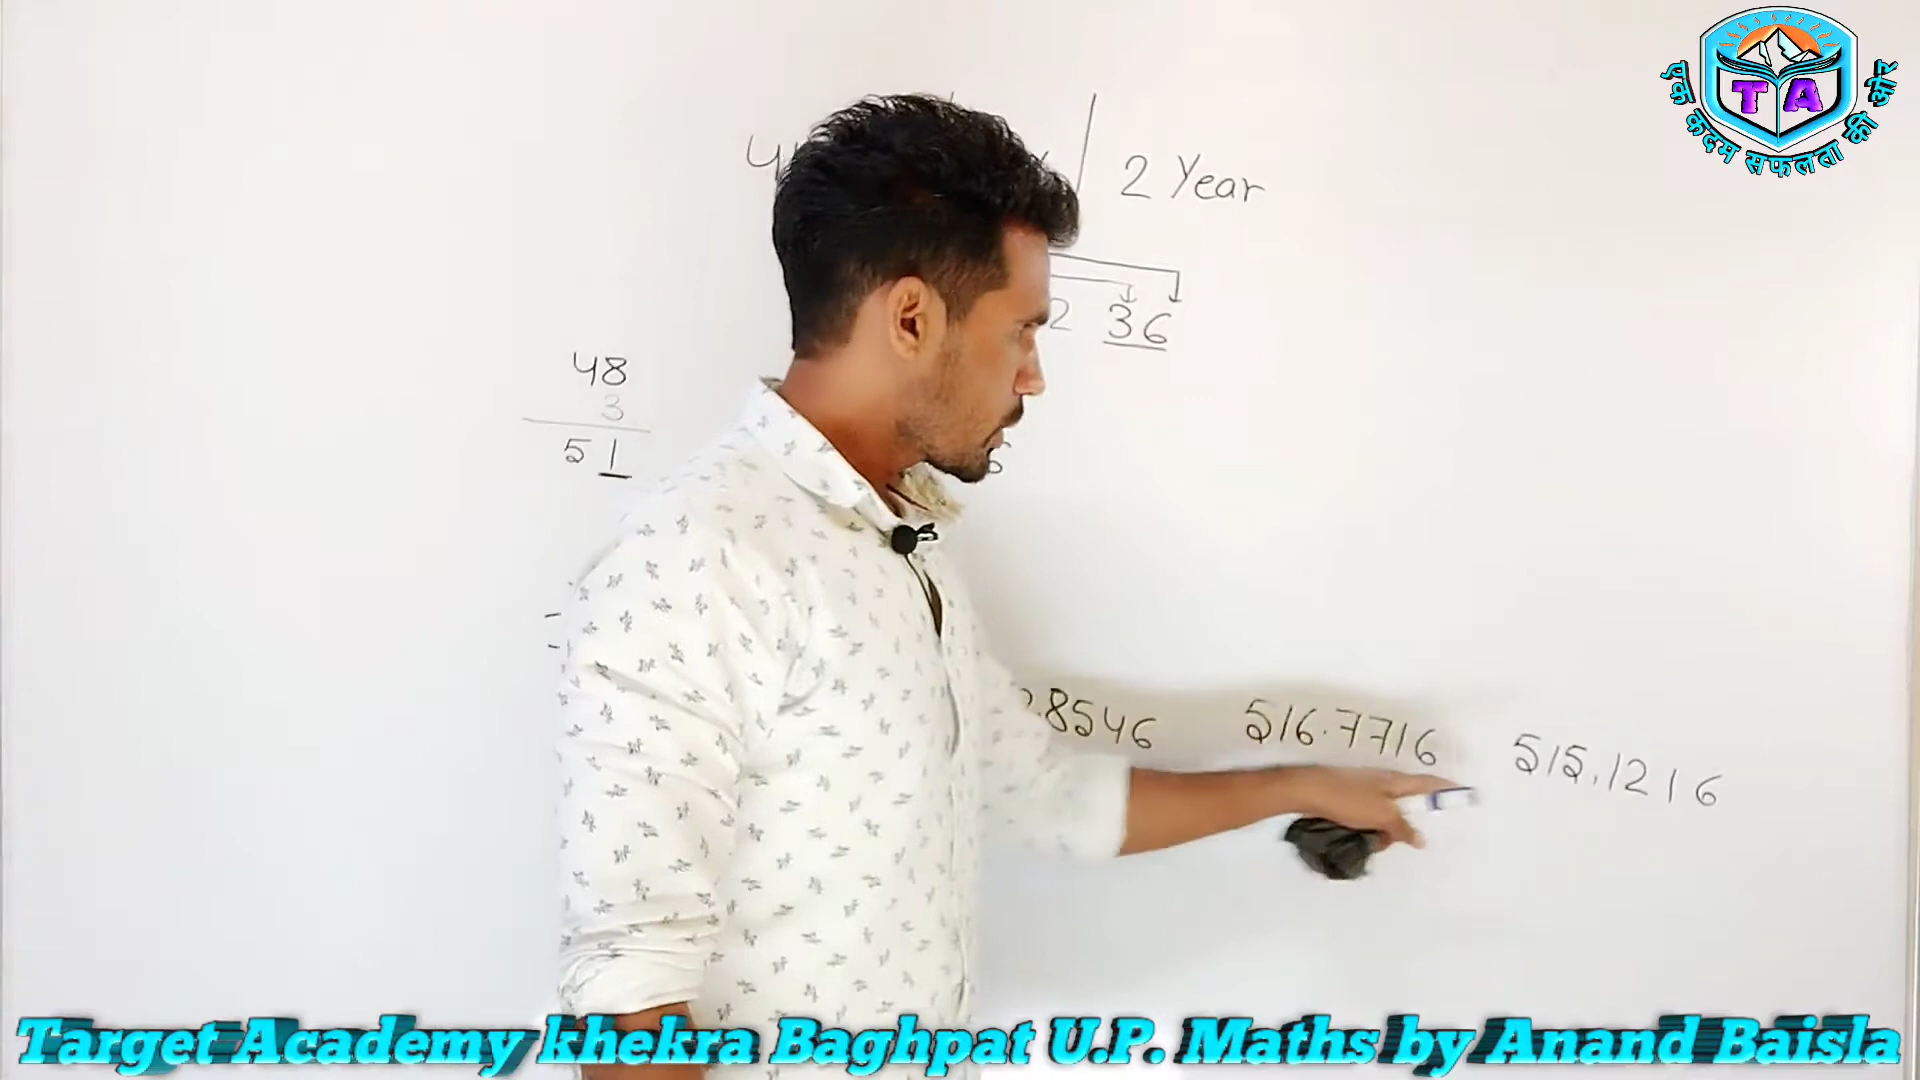 TA
एक कदम सफलता की ओर
2 Year
2 36
48
3
51
.8546 516.7716 515.1216
Target Academy khekra Baghpat U.P. Maths by Anand Baisla